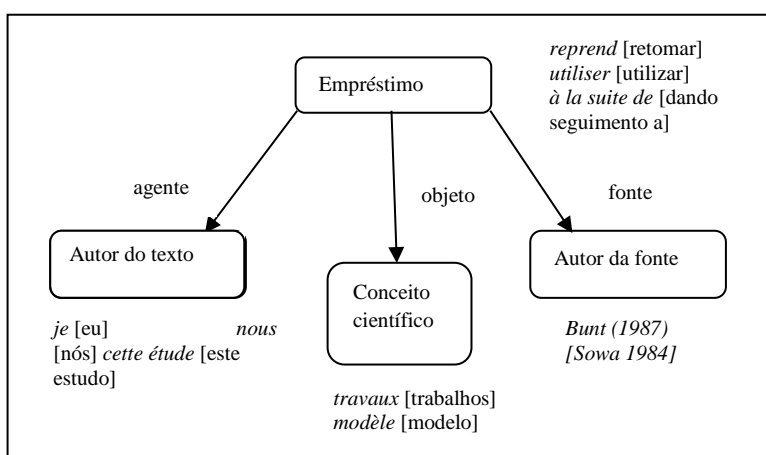 reprend [retomar]
utiliser [utilizar]
à la suite de [dando
seguimento a]
Empréstimo
agente
objeto
fonte
Autor do texto
Conceito
científico
Autor da fonte
je [eu] nous
[nós] cette étude [este
estudo]
travaux [trabalhos]
modèle [modelo]
Bunt (1987)
[Sowa 1984]